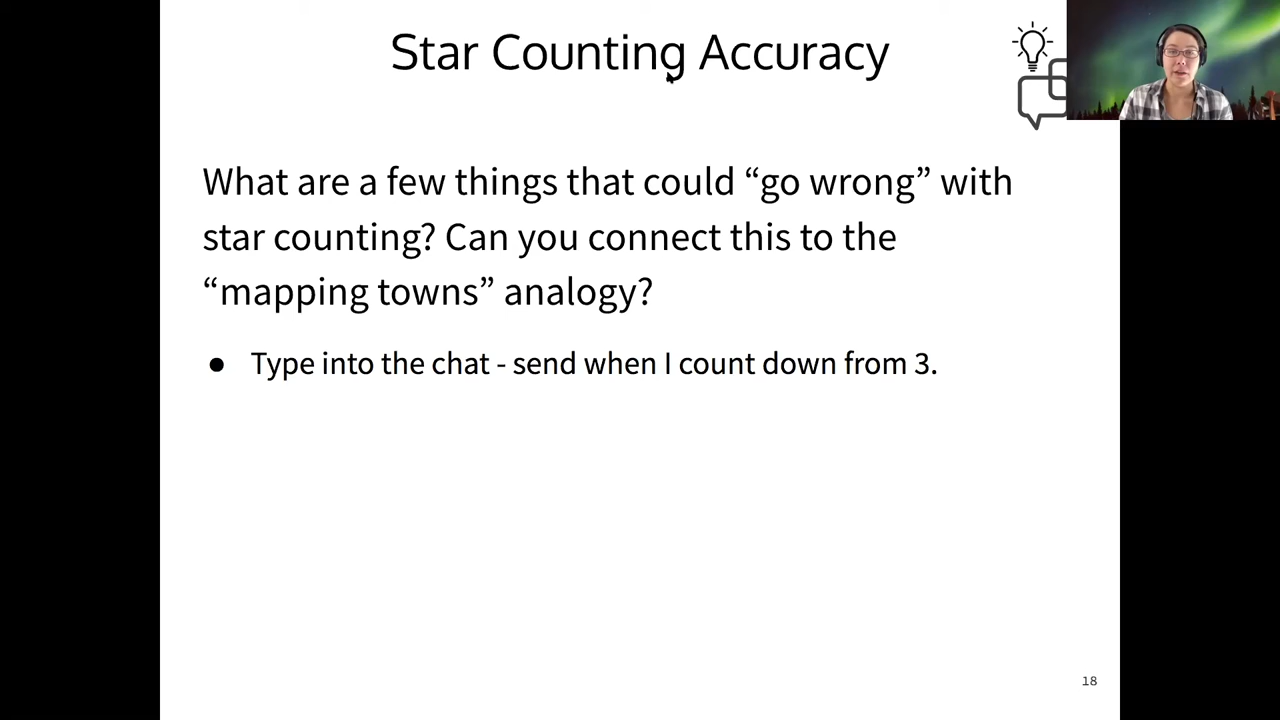 Star Counting Accuracy
What are a few things that could “go wrong” with
star counting? Can you connect this to the
“mapping towns” analogy?
● Type into the chat - send when I count down from 3.
18